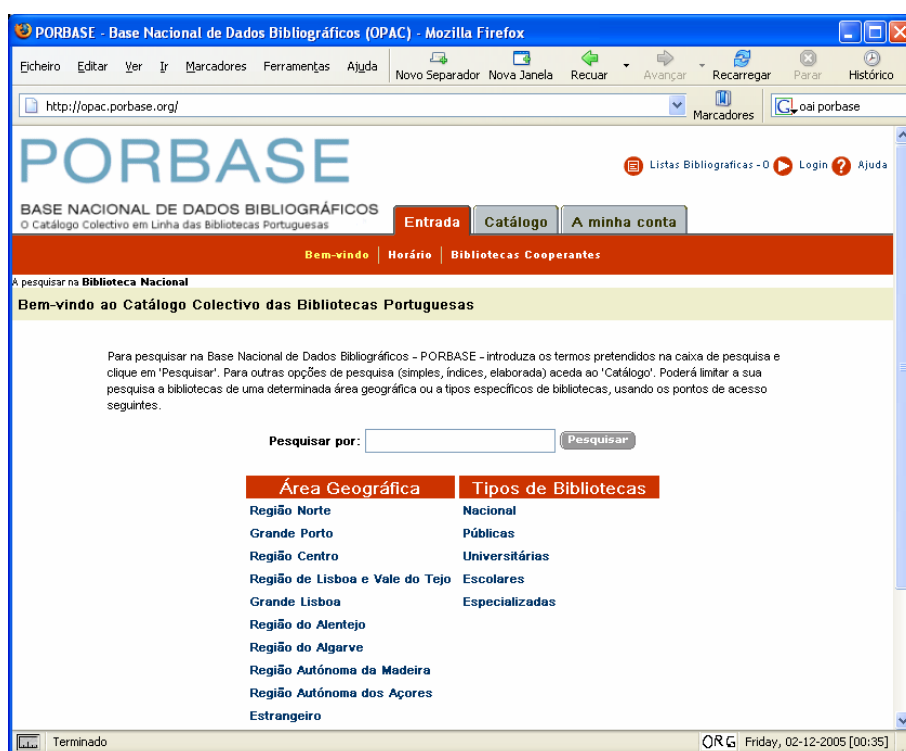 PORBASE - Base Nacional de Dados Bibliográficos (OPAC) - Mozilla Firefox
Ficheiro Editar Ver Ir Marcadores Ferramentas Ajuda Novo Separador Nova Janela Recuar Avançar Recarregar Parar Histórico
http://opac.porbase.org/ Marcadores G oai porbase
PORBASE
Listas Bibliograficas - 0 Login ? Ajuda
BASE NACIONAL DE DADOS BIBLIOGRÁFICOS
O Catálogo Colectivo em Linha das Bibliotecas Portuguesas
Entrada Catálogo A minha conta
Bem-vindo Horário Bibliotecas Cooperantes
A pesquisar na Biblioteca Nacional
Bem-vindo ao Catálogo Colectivo das Bibliotecas Portuguesas
Para pesquisar na Base Nacional de Dados Bibliográficos - PORBASE - introduza os termos pretendidos na caixa de pesquisa e
clique em 'Pesquisar'. Para outras opções de pesquisa (simples, índices, elaborada) aceda ao 'Catálogo'. Poderá limitar a sua
pesquisa a bibliotecas de uma determinada área geográfica ou a tipos específicos de bibliotecas, usando os pontos de acesso
seguintes.
Pesquisar por: Pesquisar
Área Geográfica Tipos de Bibliotecas
Região Norte Nacional
Grande Porto Públicas
Região Centro Universitárias
Região de Lisboa e Vale do Tejo Escolares
Grande Lisboa Especializadas
Região do Alentejo
Região do Algarve
Região Autónoma da Madeira
Região Autónoma dos Açores
Estrangeiro
Terminado ORG Friday, 02-12-2005 [00:35]